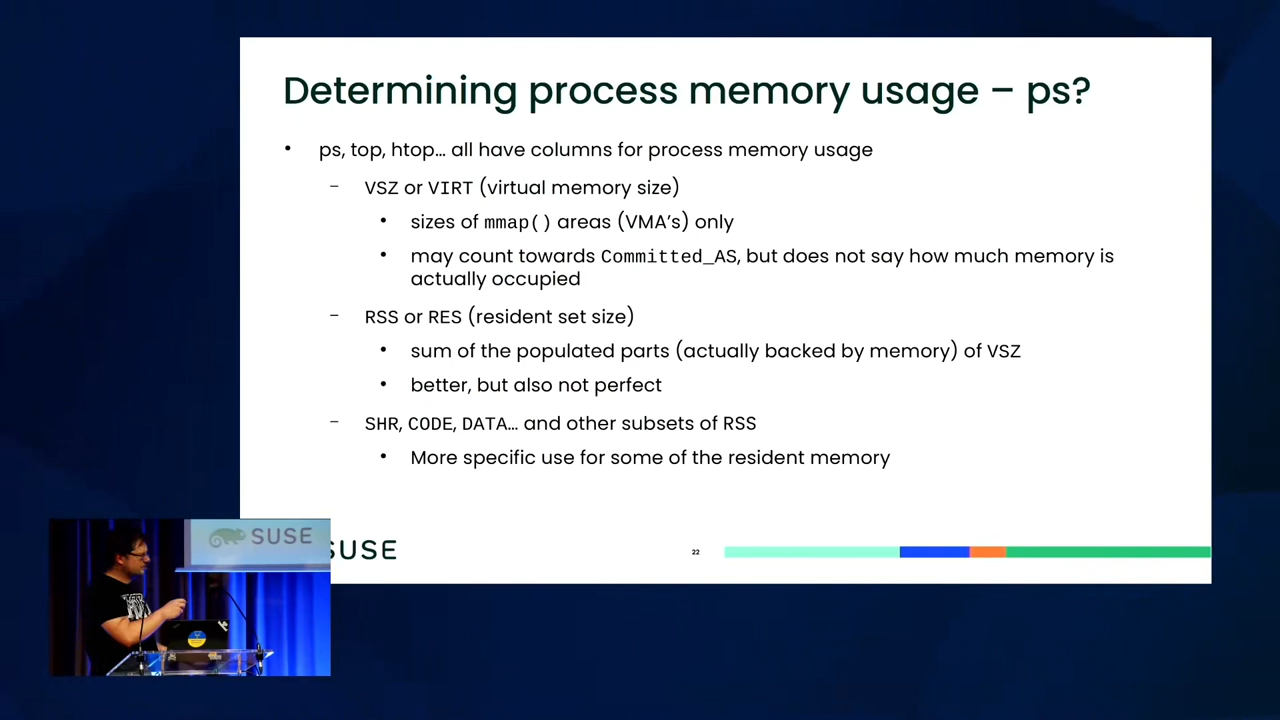 Determining process memory usage – ps?
• ps, top, htop… all have columns for process memory usage
– VSZ or VIRT (virtual memory size)
• sizes of mmap() areas (VMA's) only
• may count towards Committed_AS, but does not say how much memory is
actually occupied
– RSS or RES (resident set size)
• sum of the populated parts (actually backed by memory) of VSZ
• better, but also not perfect
– SHR, CODE, DATA… and other subsets of RSS
• More specific use for some of the resident memory
SUSE
SUSE
22